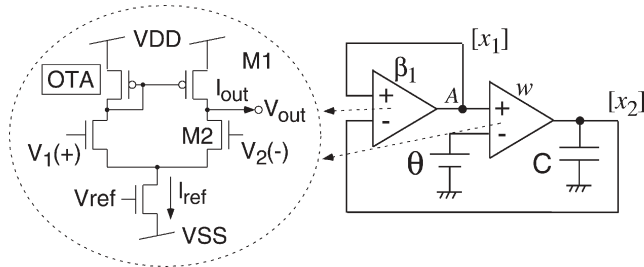 VDD
M1
OTA
I_out
V_out
M2
V_1(+)
V_2(-)
Vref
I_ref
VSS
[x_1]
β_1
+
-
A
w
[x_2]
+
-
θ
C